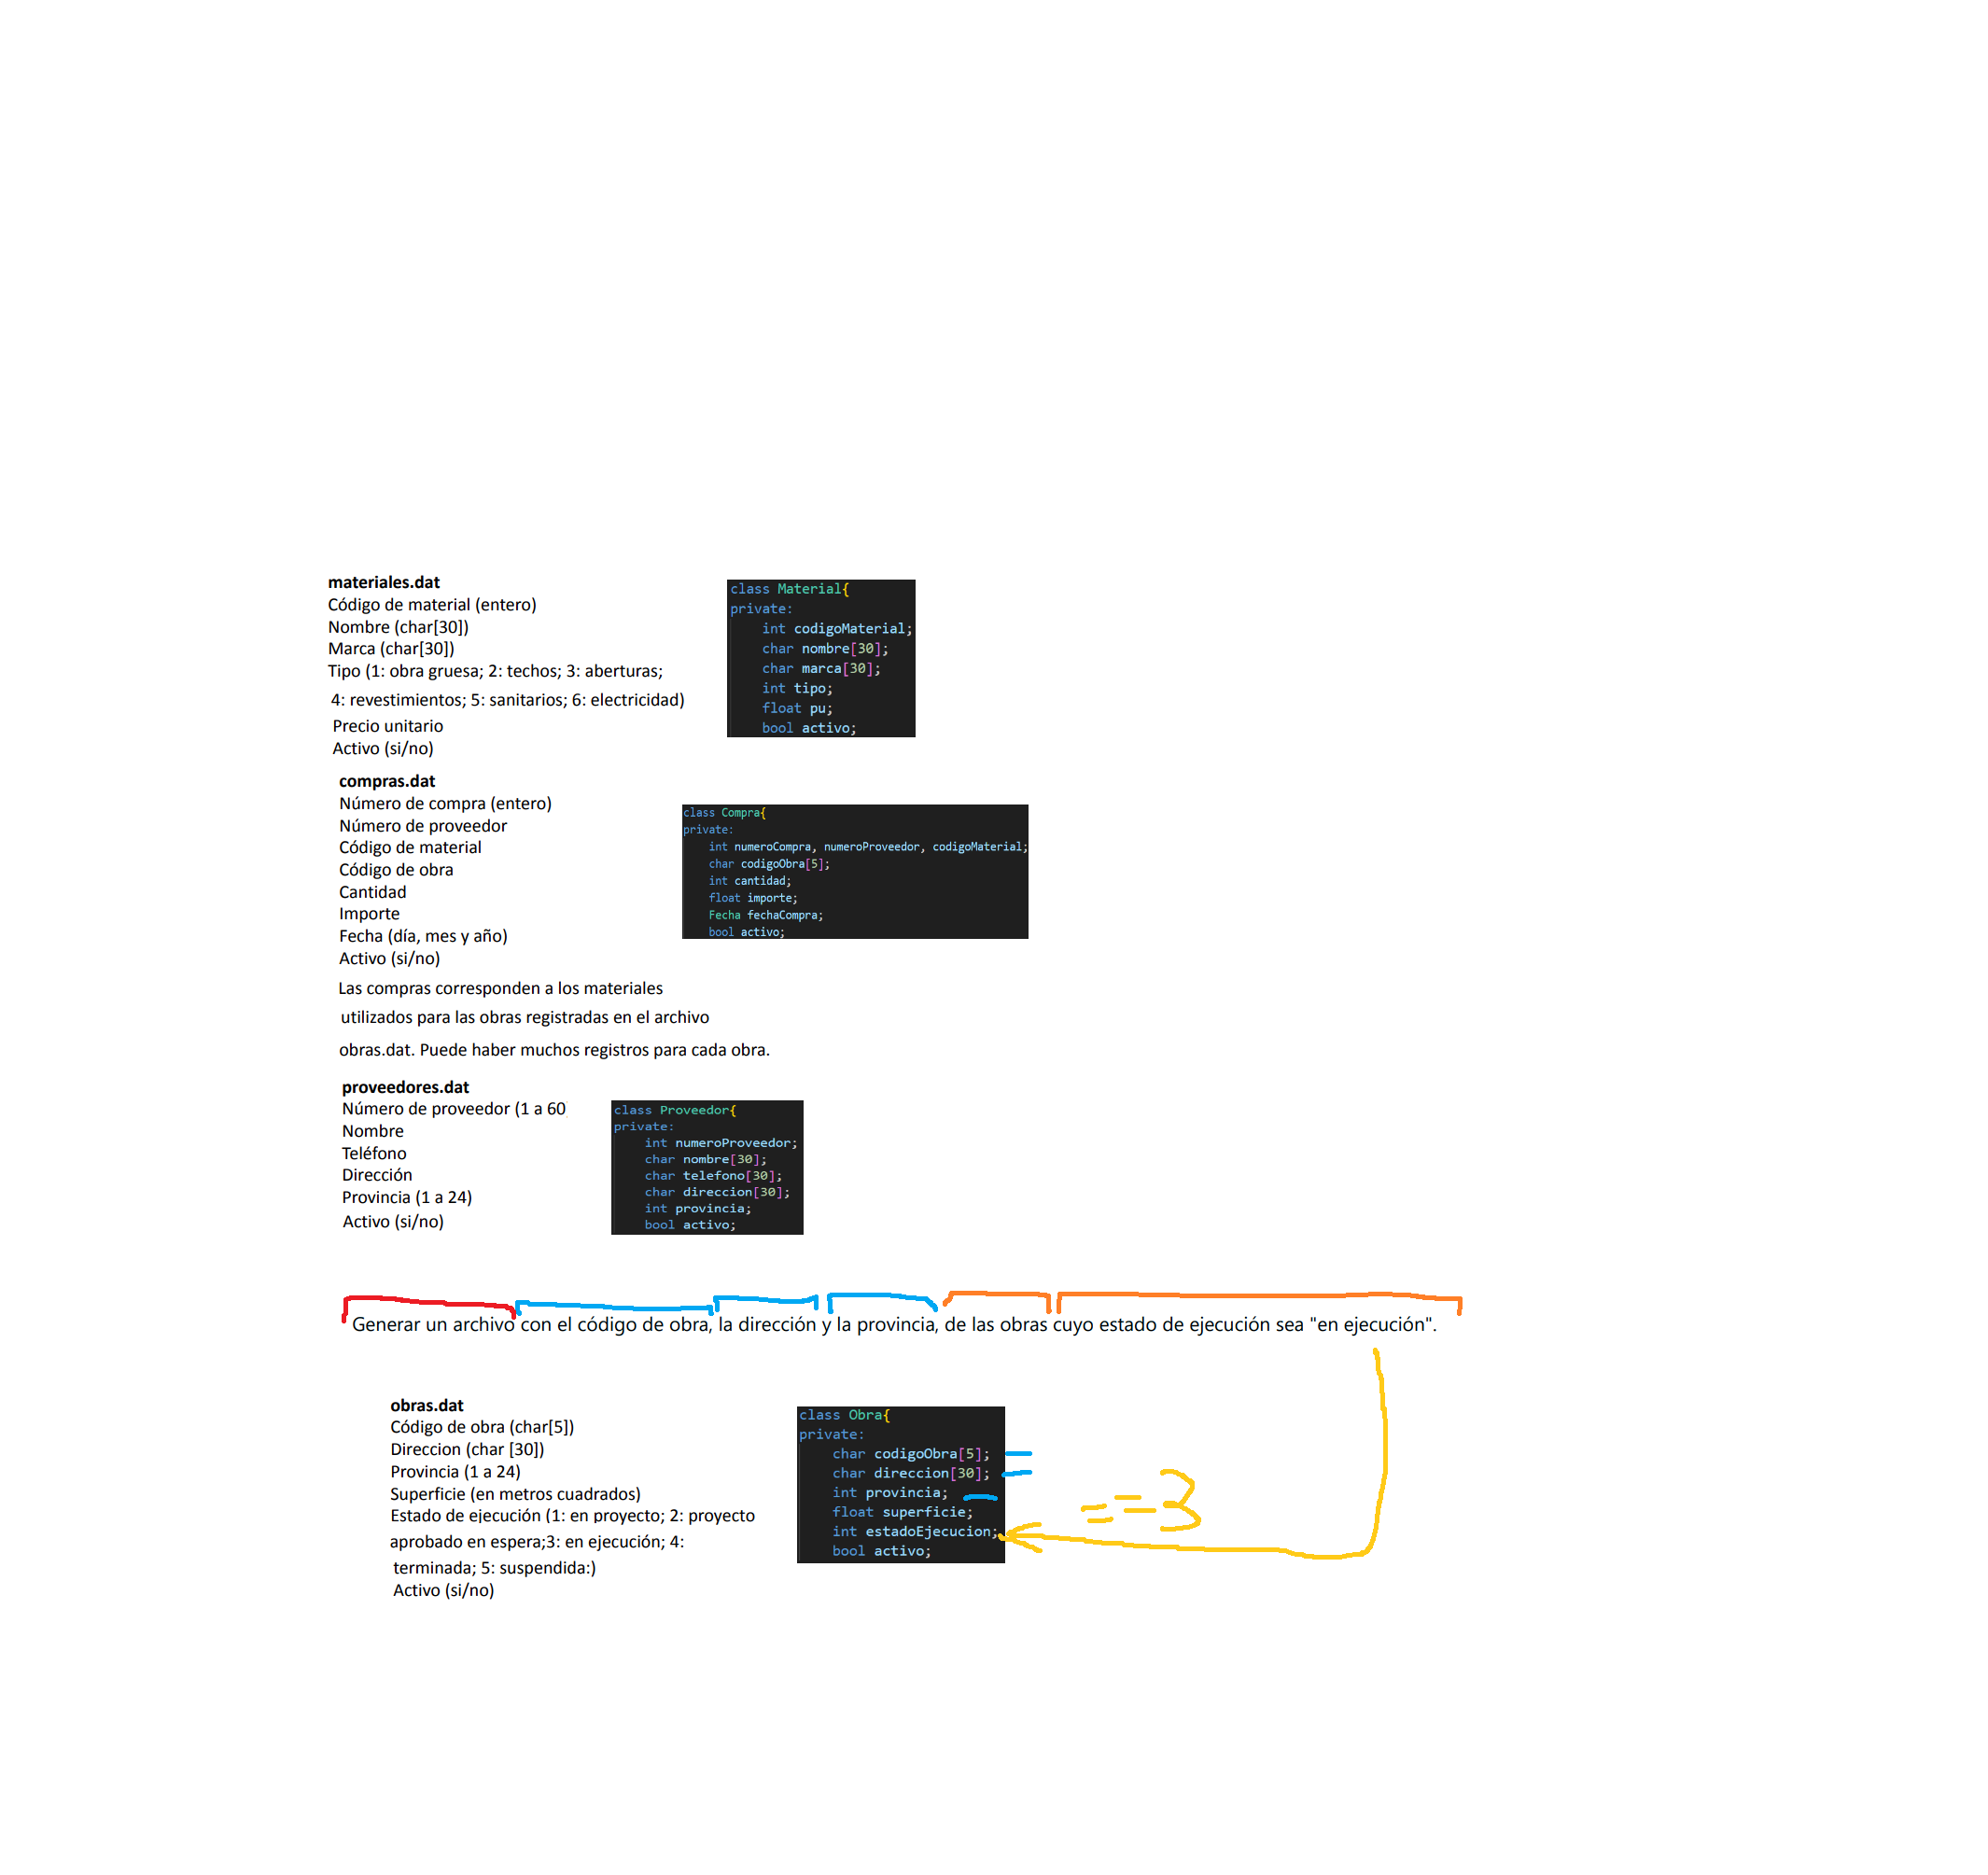 materiales.dat
Código de material (entero)
Nombre (char[30])
Marca (char[30])
Tipo (1: obra gruesa; 2: techos; 3: aberturas;
4: revestimientos; 5: sanitarios; 6: electricidad)
Precio unitario
Activo (si/no)
class Material{
private:
int codigoMaterial;
char nombre[30];
char marca[30];
int tipo;
float pu;
bool activo;
compras.dat
Número de compra (entero)
Número de proveedor
Código de material
Código de obra
Cantidad
Importe
Fecha (día, mes y año)
Activo (si/no)
Las compras corresponden a los materiales
utilizados para las obras registradas en el archivo
obras.dat. Puede haber muchos registros para cada obra.
class Compra{
private:
int numeroCompra, numeroProveedor, codigoMaterial;
char codigoObra[5];
int cantidad;
float importe;
Fecha fechaCompra;
bool activo;
proveedores.dat
Número de proveedor (1 a 60
Nombre
Teléfono
Dirección
Provincia (1 a 24)
Activo (si/no)
class Proveedor{
private:
int numeroProveedor;
char nombre[30];
char telefono[30];
char direccion[30];
int provincia;
bool activo;
Generar un archivo con el código de obra, la dirección y la provincia, de las obras cuyo estado de ejecución sea "en ejecución".
obras.dat
Código de obra (char[5])
Direccion (char [30])
Provincia (1 a 24)
Superficie (en metros cuadrados)
Estado de ejecución (1: en proyecto; 2: proyecto
aprobado en espera;3: en ejecución; 4:
terminada; 5: suspendida:)
Activo (si/no)
class Obra{
private:
char codigoObra[5];
char direccion[30];
int provincia;
float superficie;
int estadoEjecucion;
bool activo;
==3